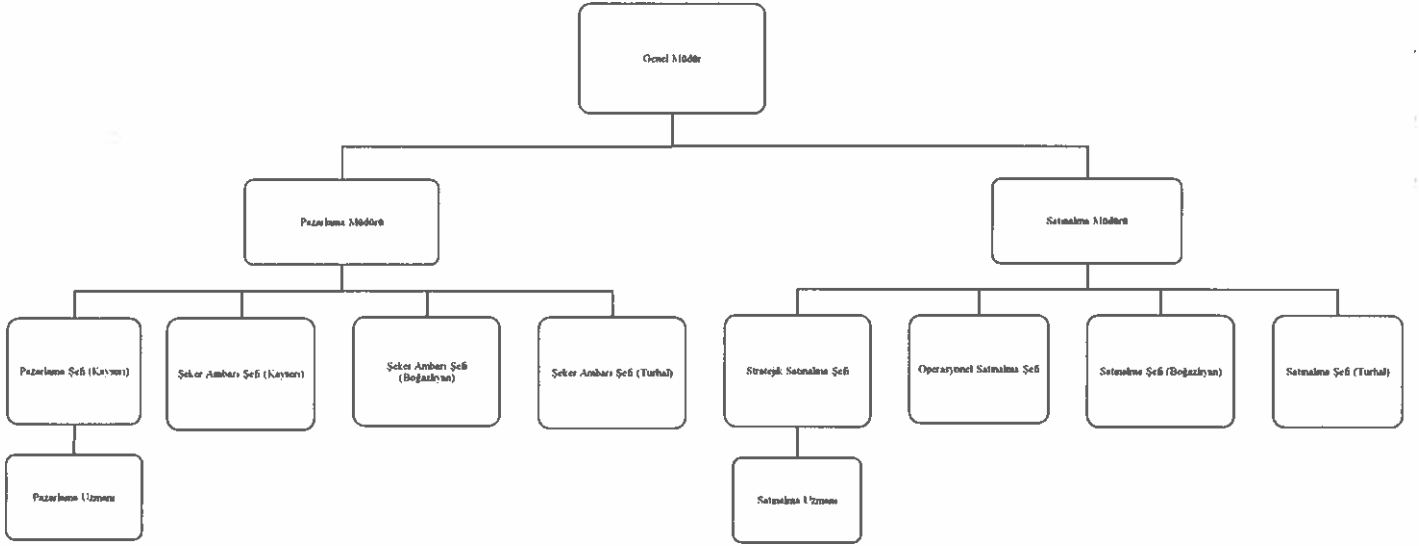 Genel Müdür
Pazarlama Müdürü
Satınalma Müdürü
Pazarlama Şefi (Kayseri)
Şeker Ambarı Şefi (Kayseri)
Şeker Ambarı Şefi
(Boğazlıyan)
Şeker Ambarı Şefi (Turhal)
Stratejik Satınalma Şefi
Operasyonel Satınalma Şefi
Satınalma Şefi (Boğazlıyan)
Satınalma Şefi (Turhal)
Pazarlama Uzmanı
Satınalma Uzmanı